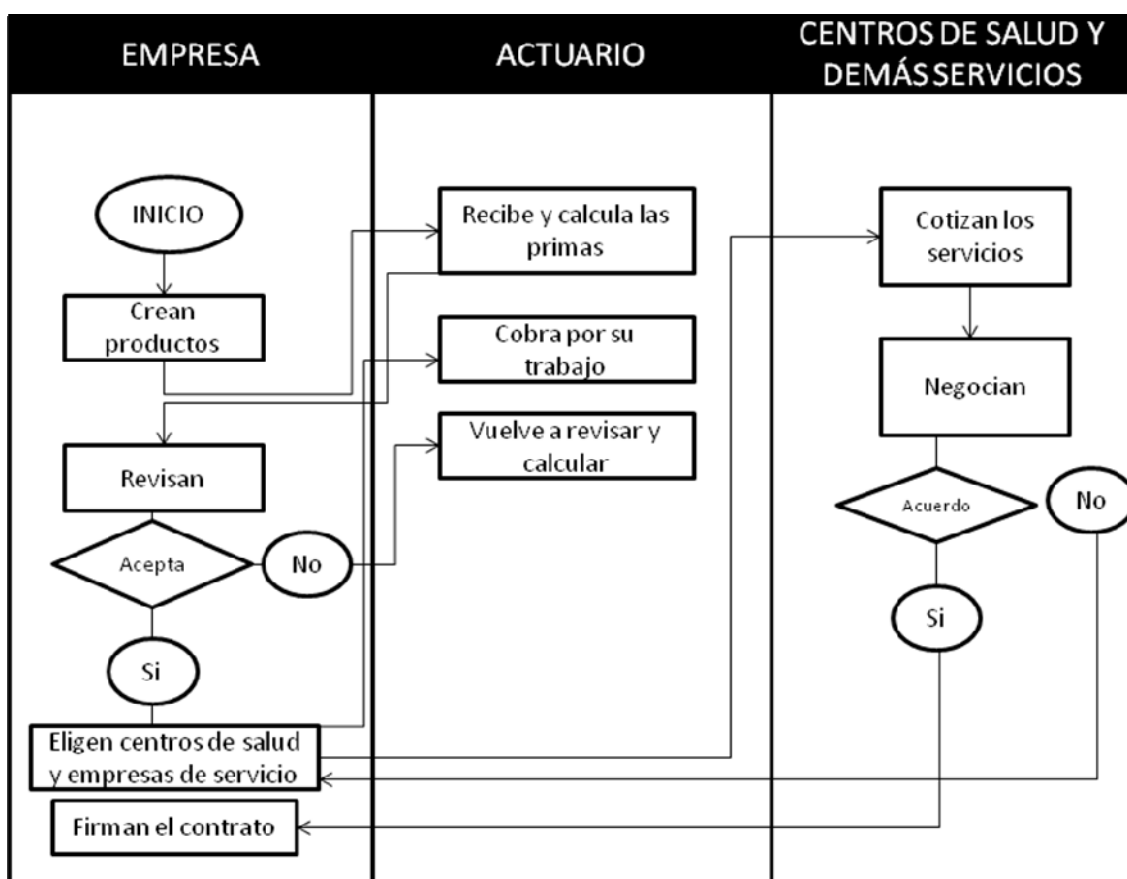 EMPRESA
ACTUARIO
CENTROS DE SALUD Y
DEMÁS SERVICIOS
INICIO
Crean
productos
Revisan
Acepta
No
Si
Eligen centros de salud
y empresas de servicio
Firman el contrato
Recibe y calcula las
primas
Cobra por su
trabajo
Vuelve a revisar y
calcular
Cotizan los
servicios
Negocian
Acuerdo
No
Si